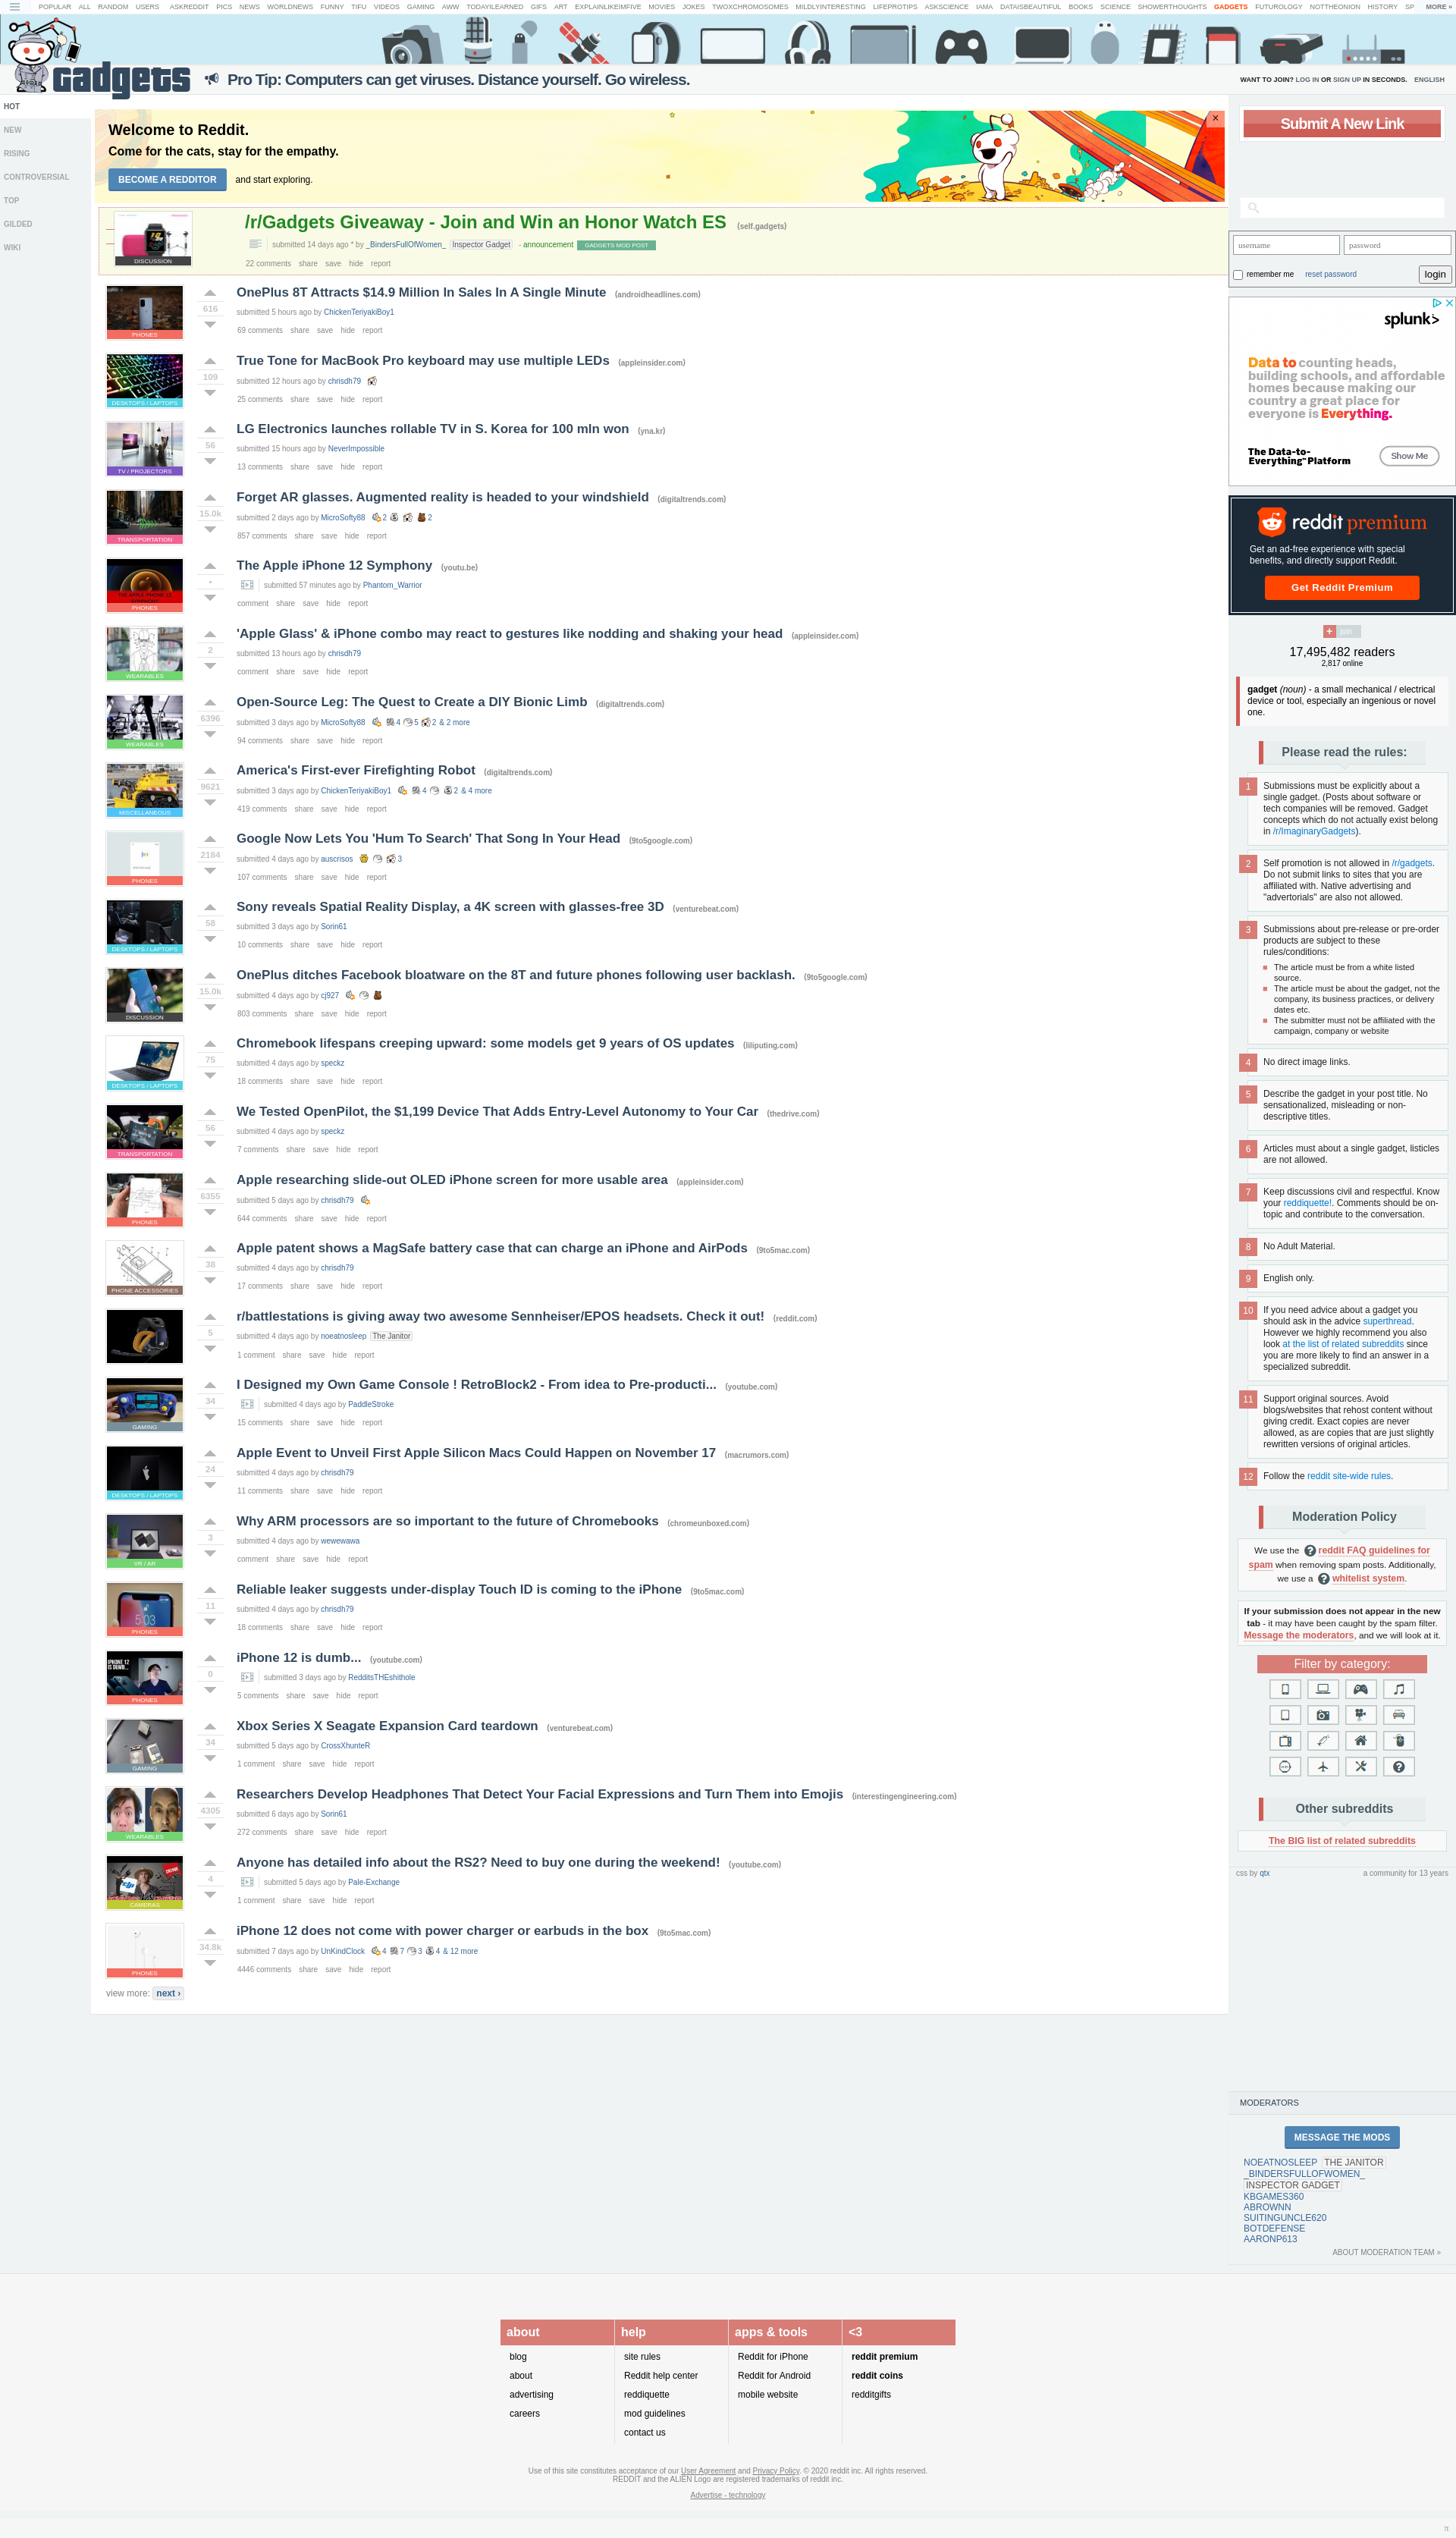 POPULAR ALL RANDOM USERS ASKREDDIT PICS NEWS WORLDNEWS FUNNY TIFU VIDEOS GAMING AWW TODAYILEARNED GIFS ART EXPLAINLIKEIMFIVE MOVIES JOKES TWOXCHROMOSOMES MILDLYINTERESTING LIFEPROTIPS ASKSCIENCE IAMA DATAISBEAUTIFUL BOOKS SCIENCE SHOWERTHOUGHTS GADGETS FUTUROLOGY NOTTHEONION HISTORY SP MORE »
gadgets
Pro Tip: Computers can get viruses. Distance yourself. Go wireless.
WANT TO JOIN? LOG IN OR SIGN UP IN SECONDS. ENGLISH
HOT
NEW
RISING
CONTROVERSIAL
TOP
GILDED
WIKI
Welcome to Reddit.
Come for the cats, stay for the empathy.
BECOME A REDDITOR and start exploring.
×
/r/Gadgets Giveaway - Join and Win an Honor Watch ES (self.gadgets)
submitted 14 days ago * by _BindersFullOfWomen_ Inspector Gadget - announcement GADGETS MOD POST
22 comments share save hide report
DISCUSSION
OnePlus 8T Attracts $14.9 Million In Sales In A Single Minute (androidheadlines.com)
616
submitted 5 hours ago by ChickenTeriyakiBoy1
69 comments share save hide report
PHONES
True Tone for MacBook Pro keyboard may use multiple LEDs (appleinsider.com)
109
submitted 12 hours ago by chrisdh79
25 comments share save hide report
DESKTOPS / LAPTOPS
LG Electronics launches rollable TV in S. Korea for 100 mln won (yna.kr)
56
submitted 15 hours ago by NeverImpossible
13 comments share save hide report
TV / PROJECTORS
Forget AR glasses. Augmented reality is headed to your windshield (digitaltrends.com)
15.0k
submitted 2 days ago by MicroSofty88 2 2
857 comments share save hide report
TRANSPORTATION
The Apple iPhone 12 Symphony (youtu.be)
•
submitted 57 minutes ago by Phantom_Warrior
comment share save hide report
PHONES
'Apple Glass' & iPhone combo may react to gestures like nodding and shaking your head (appleinsider.com)
2
submitted 13 hours ago by chrisdh79
comment share save hide report
WEARABLES
Open-Source Leg: The Quest to Create a DIY Bionic Limb (digitaltrends.com)
6396
submitted 3 days ago by MicroSofty88 4 5 2 & 2 more
94 comments share save hide report
WEARABLES
America's First-ever Firefighting Robot (digitaltrends.com)
9621
submitted 3 days ago by ChickenTeriyakiBoy1 4 2 & 4 more
419 comments share save hide report
MISCELLANEOUS
Google Now Lets You 'Hum To Search' That Song In Your Head (9to5google.com)
2184
submitted 4 days ago by auscrisos 3
107 comments share save hide report
PHONES
Sony reveals Spatial Reality Display, a 4K screen with glasses-free 3D (venturebeat.com)
58
submitted 3 days ago by Sorin61
10 comments share save hide report
DESKTOPS / LAPTOPS
OnePlus ditches Facebook bloatware on the 8T and future phones following user backlash. (9to5google.com)
15.0k
submitted 4 days ago by cj927
803 comments share save hide report
DISCUSSION
Chromebook lifespans creeping upward: some models get 9 years of OS updates (liliputing.com)
75
submitted 4 days ago by speckz
18 comments share save hide report
DESKTOPS / LAPTOPS
We Tested OpenPilot, the $1,199 Device That Adds Entry-Level Autonomy to Your Car (thedrive.com)
56
submitted 4 days ago by speckz
7 comments share save hide report
TRANSPORTATION
Apple researching slide-out OLED iPhone screen for more usable area (appleinsider.com)
6355
submitted 5 days ago by chrisdh79
644 comments share save hide report
PHONES
Apple patent shows a MagSafe battery case that can charge an iPhone and AirPods (9to5mac.com)
38
submitted 4 days ago by chrisdh79
17 comments share save hide report
PHONE ACCESSORIES
r/battlestations is giving away two awesome Sennheiser/EPOS headsets. Check it out! (reddit.com)
5
submitted 4 days ago by noeatnosleep The Janitor
1 comment share save hide report
I Designed my Own Game Console ! RetroBlock2 - From idea to Pre-producti... (youtube.com)
34
submitted 4 days ago by PaddleStroke
15 comments share save hide report
GAMING
Apple Event to Unveil First Apple Silicon Macs Could Happen on November 17 (macrumors.com)
24
submitted 4 days ago by chrisdh79
11 comments share save hide report
DESKTOPS / LAPTOPS
Why ARM processors are so important to the future of Chromebooks (chromeunboxed.com)
3
submitted 4 days ago by wewewawa
comment share save hide report
VR / AR
Reliable leaker suggests under-display Touch ID is coming to the iPhone (9to5mac.com)
11
submitted 4 days ago by chrisdh79
18 comments share save hide report
PHONES
iPhone 12 is dumb... (youtube.com)
0
submitted 3 days ago by RedditsTHEshithole
5 comments share save hide report
IPHONE 12
IS DUMB...
PHONES
Xbox Series X Seagate Expansion Card teardown (venturebeat.com)
34
submitted 5 days ago by CrossXhunteR
1 comment share save hide report
GAMING
Researchers Develop Headphones That Detect Your Facial Expressions and Turn Them into Emojis (interestingengineering.com)
4305
submitted 6 days ago by Sorin61
272 comments share save hide report
WEARABLES
Anyone has detailed info about the RS2? Need to buy one during the weekend! (youtube.com)
4
submitted 5 days ago by Pale-Exchange
1 comment share save hide report
CAMERAS
iPhone 12 does not come with power charger or earbuds in the box (9to5mac.com)
34.8k
submitted 7 days ago by UnKindClock 4 7 3 4 & 12 more
4446 comments share save hide report
PHONES
view more: next ›
Submit A New Link
username password
remember me reset password login
splunk>
Data to counting heads,
building schools, and affordable
homes because making our
country a great place for
everyone is Everything.
The Data-to-
Everything™ Platform
Show Me
reddit premium
Get an ad-free experience with special
benefits, and directly support Reddit.
Get Reddit Premium
+ join
17,495,482 readers
2,817 online
gadget (noun) - a small mechanical / electrical
device or tool, especially an ingenious or novel
one.
Please read the rules:
1 Submissions must be explicitly about a
single gadget. (Posts about software or
tech companies will be removed. Gadget
concepts which do not actually exist belong
in /r/ImaginaryGadgets).
2 Self promotion is not allowed in /r/gadgets.
Do not submit links to sites that you are
affiliated with. Native advertising and
"advertorials" are also not allowed.
3 Submissions about pre-release or pre-order
products are subject to these
rules/conditions:
The article must be from a white listed
source.
The article must be about the gadget, not the
company, its business practices, or delivery
dates etc.
The submitter must not be affiliated with the
campaign, company or website
4 No direct image links.
5 Describe the gadget in your post title. No
sensationalized, misleading or non-
descriptive titles.
6 Articles must about a single gadget, listicles
are not allowed.
7 Keep discussions civil and respectful. Know
your reddiquette!. Comments should be on-
topic and contribute to the conversation.
8 No Adult Material.
9 English only.
10 If you need advice about a gadget you
should ask in the advice superthread.
However we highly recommend you also
look at the list of related subreddits since
you are more likely to find an answer in a
specialized subreddit.
11 Support original sources. Avoid
blogs/websites that rehost content without
giving credit. Exact copies are never
allowed, as are copies that are just slightly
rewritten versions of original articles.
12 Follow the reddit site-wide rules.
Moderation Policy
We use the reddit FAQ guidelines for
spam when removing spam posts. Additionally,
we use a whitelist system.
If your submission does not appear in the new
tab - it may have been caught by the spam filter.
Message the moderators, and we will look at it.
Filter by category:
Other subreddits
The BIG list of related subreddits
css by qtx a community for 13 years
MODERATORS
MESSAGE THE MODS
NOEATNOSLEEP THE JANITOR
_BINDERSFULLOFWOMEN_
INSPECTOR GADGET
KBGAMES360
ABROWNN
SUITINGUNCLE620
BOTDEFENSE
AARONP613
ABOUT MODERATION TEAM »
about
blog
about
advertising
careers
help
site rules
Reddit help center
reddiquette
mod guidelines
contact us
apps & tools
Reddit for iPhone
Reddit for Android
mobile website
<3
reddit premium
reddit coins
redditgifts
Use of this site constitutes acceptance of our User Agreement and Privacy Policy. © 2020 reddit inc. All rights reserved.
REDDIT and the ALIEN Logo are registered trademarks of reddit inc.
Advertise - technology
π